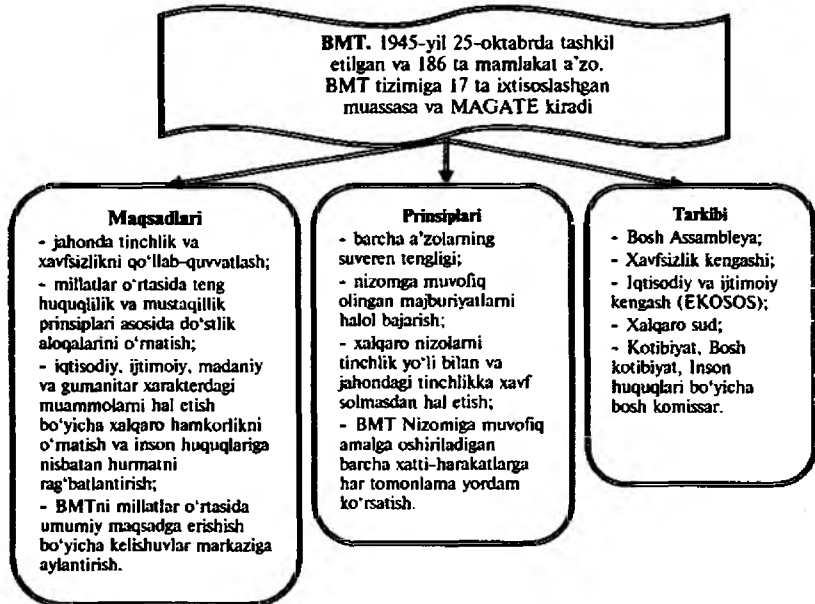 BMT. 1945-yil 25-oktabrda tashkil
etilgan va 186 ta mamlakat a'zo.
BMT tizimiga 17 ta ixtisoslashgan
muassasa va MAGATE kiradi
Maqsadlari
- jahonda tinchlik va
xavfsizlikni qo‘llab-quvvatlash;
- millatlar o‘rtasida teng
huquqlilik va mustaqillik
prinsiplari asosida do‘stlik
aloqalarini o‘rnatish;
- iqtisodiy, ijtimoiy, madaniy
va gumanitar xarakterdagi
muammolarni hal etish
bo‘yicha xalqaro hamkorlikni
o‘rnatish va inson huquqlariga
nisbatan hurmatni
rag‘batlantirish;
- BMTni millatlar o‘rtasida
umumiy maqsadga erishish
bo‘yicha kelishuvlar markaziga
aylantirish.
Prinsiplari
- barcha a’zolarning
suveren tengligi;
- nizomga muvofiq
olingan majburiyatlarni
halol bajarish;
- xalqaro nizolarni
tinchlik yo‘li bilan va
jahondagi tinchlikka xavf
solmasdan hal etish;
- BMT Nizomiga muvofiq
amalga oshiriladigan
barcha xatti-harakatlarga
har tomonlama yordam
ko‘rsatish.
Tarkibi
- Bosh Assambleya;
- Xavfsizlik kengashi;
- Iqtisodiy va ijtimoiy
kengash (EKOSOS);
- Xalqaro sud;
- Kotibiyat, Bosh
kotibiyat, Inson
huquqlari bo‘yicha
bosh komissar.